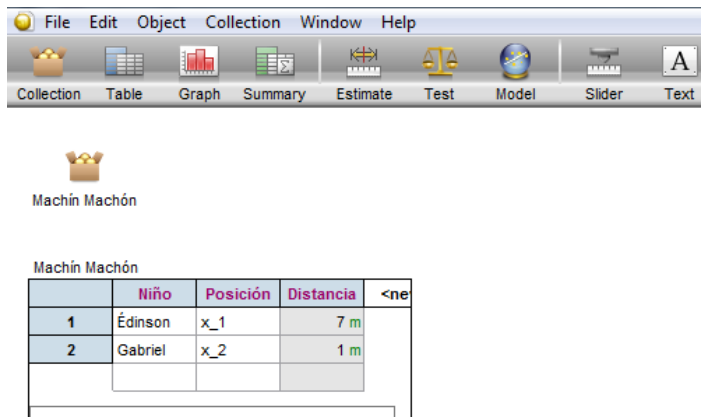 File Edit Object Collection Window Help
Collection Table Graph Summary Estimate Test Model Slider A Text
Machín Machón
Machín Machón
Niño Posición Distancia
1 Édinson x_1 7 m
2 Gabriel x_2 1 m